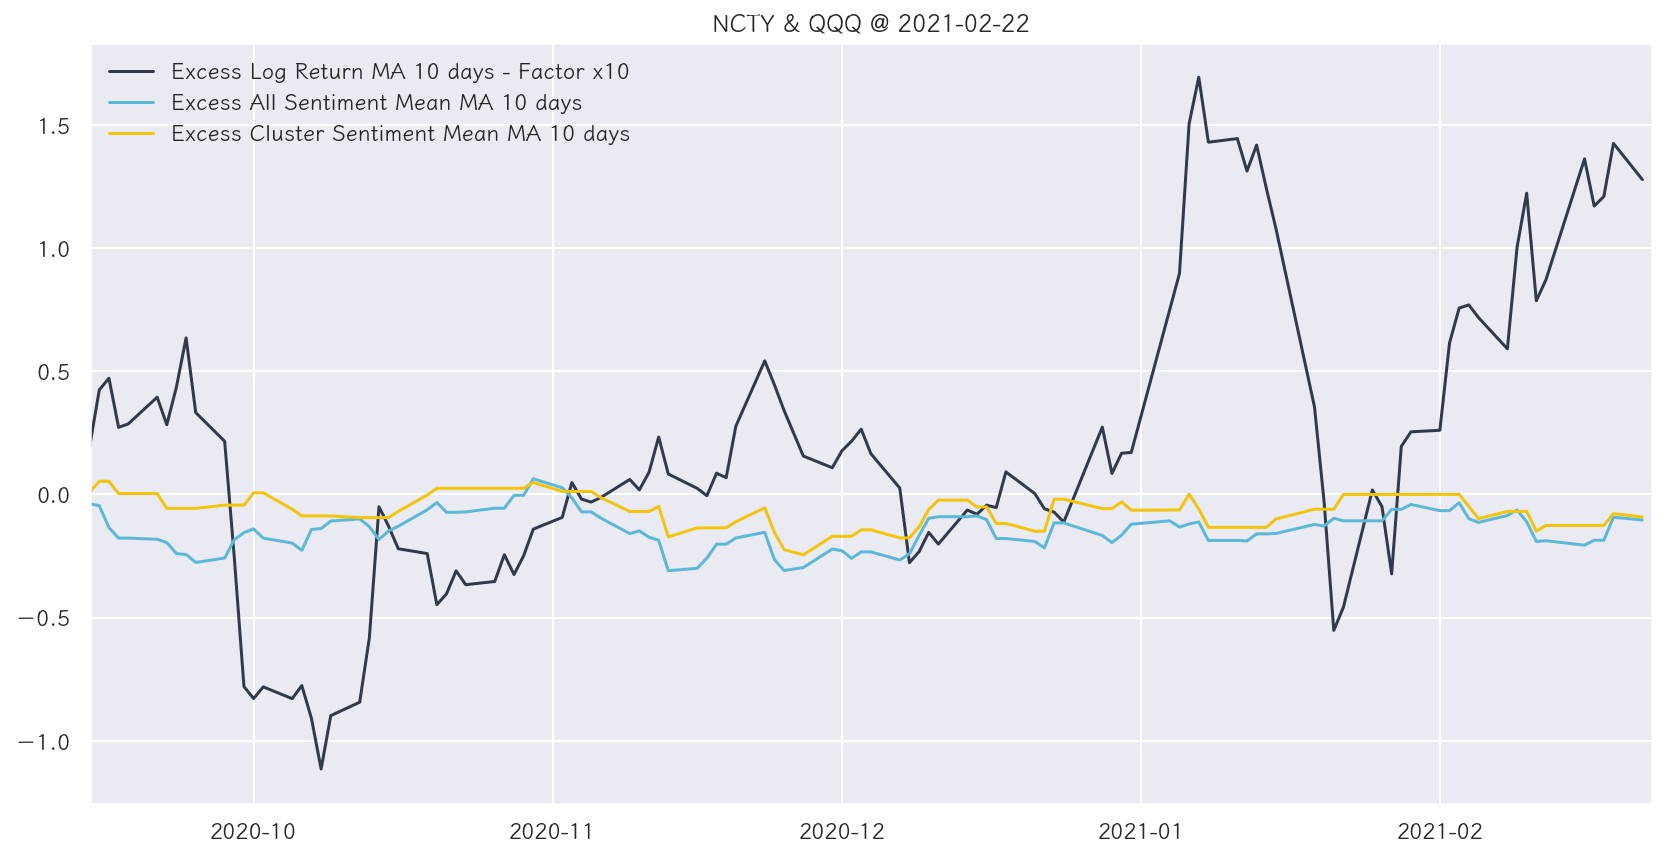 NCTY & QQQ @ 2021-02-22
Excess Log Return MA 10 days - Factor x10
Excess All Sentiment Mean MA 10 days
Excess Cluster Sentiment Mean MA 10 days
1.5
1.0
0.5
0.0
−0.5
−1.0
2020-10 2020-11 2020-12 2021-01 2021-02